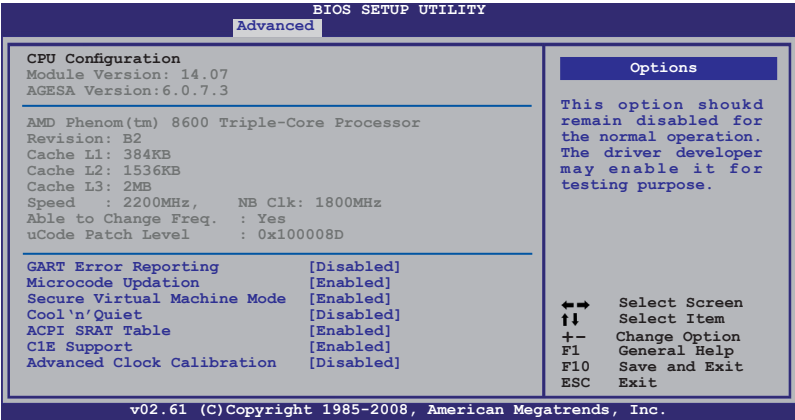 BIOS SETUP UTILITY
Advanced
CPU Configuration
Module Version: 14.07
AGESA Version:6.0.7.3
AMD Phenom(tm) 8600 Triple-Core Processor
Revision: B2
Cache L1: 384KB
Cache L2: 1536KB
Cache L3: 2MB
Speed : 2200MHz, NB Clk: 1800MHz
Able to Change Freq. : Yes
uCode Patch Level : 0x100008D
GART Error Reporting [Disabled]
Microcode Updation [Enabled]
Secure Virtual Machine Mode [Enabled]
Cool‘n’Quiet [Disabled]
ACPI SRAT Table [Enabled]
C1E Support [Enabled]
Advanced Clock Calibration [Disabled]
Options
This option shoukd
remain disabled for
the normal operation.
The driver developer
may enable it for
testing purpose.
←→ Select Screen
↑↓ Select Item
+- Change Option
F1 General Help
F10 Save and Exit
ESC Exit
v02.61 (C)Copyright 1985-2008, American Megatrends, Inc.